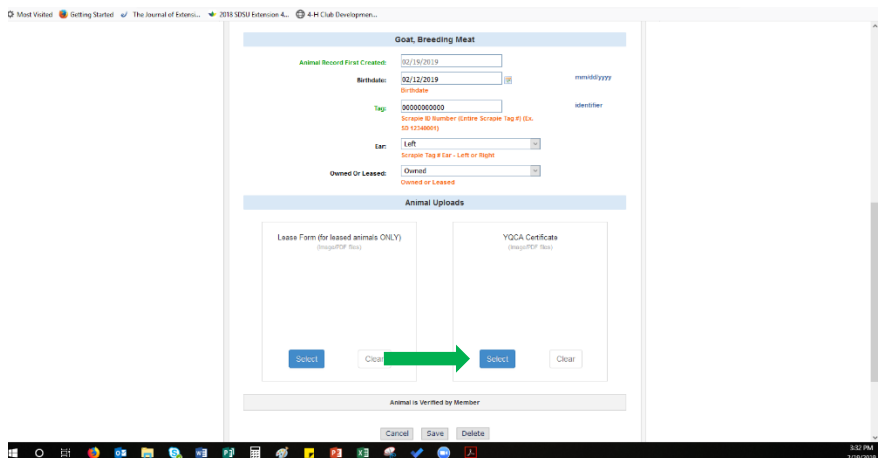 Most Visited Getting Started The Journal of Extensi... 2018 SDSU Extension 4... 4-H Club Developmen...
Goat, Breeding Meat
Animal Record First Created: 02/19/2019
Birthdate: 02/12/2019 mm/dd/yyyy
Birthdate
Tag: 00000000000 identifier
Scrapie ID Number (Entire Scrapie Tag #) (Ex.
SD 12348001)
Ear: Left
Scrapie Tag # Ear - Left or Right
Owned Or Leased: Owned
Owned or Leased
Animal Uploads
Lease Form (for leased animals ONLY) YQCA Certificate
(Image/PDF files) (Image/PDF files)
Select Clear Select Clear
Animal is Verified by Member
Cancel Save Delete
3:32 PM